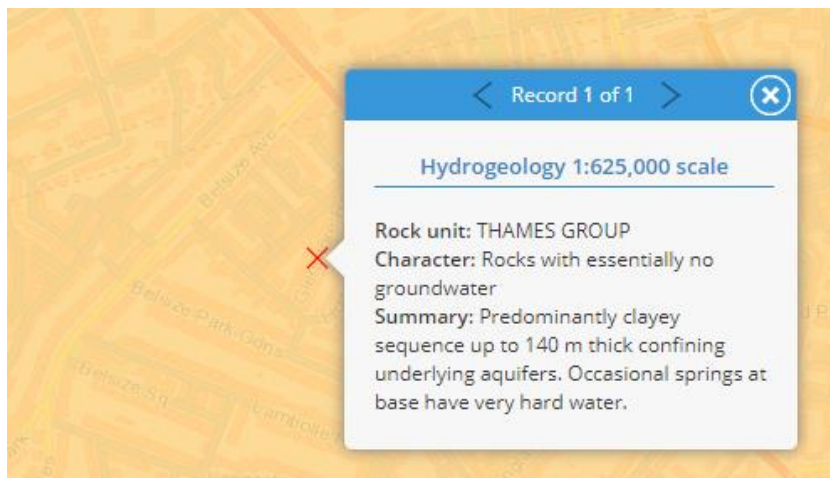 Record 1 of 1
Hydrogeology 1:625,000 scale
Rock unit: THAMES GROUP
Character: Rocks with essentially no
groundwater
Summary: Predominantly clayey
sequence up to 140 m thick confining
underlying aquifers. Occasional springs at
base have very hard water.
Belsize Ave
Belsize Park Gdns
Belsize Sq